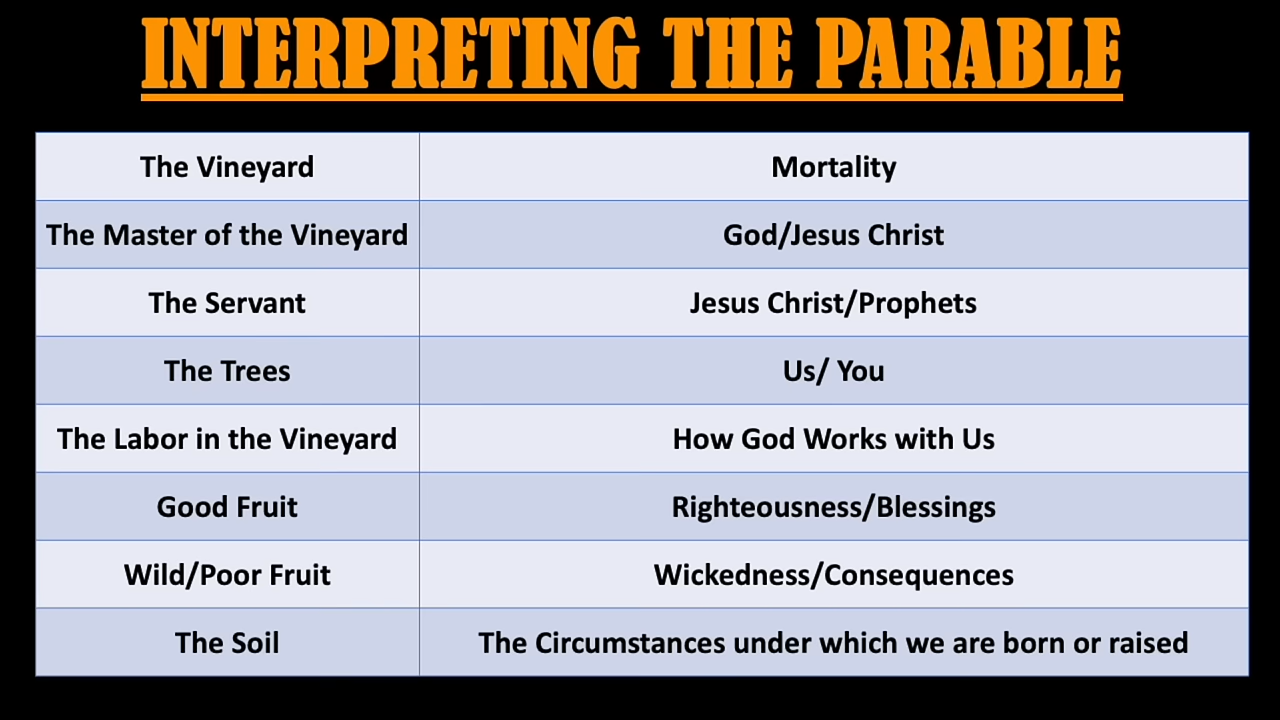 INTERPRETING THE PARABLE
The Vineyard Mortality
The Master of the Vineyard God/Jesus Christ
The Servant Jesus Christ/Prophets
The Trees Us/ You
The Labor in the Vineyard How God Works with Us
Good Fruit Righteousness/Blessings
Wild/Poor Fruit Wickedness/Consequences
The Soil The Circumstances under which we are born or raised